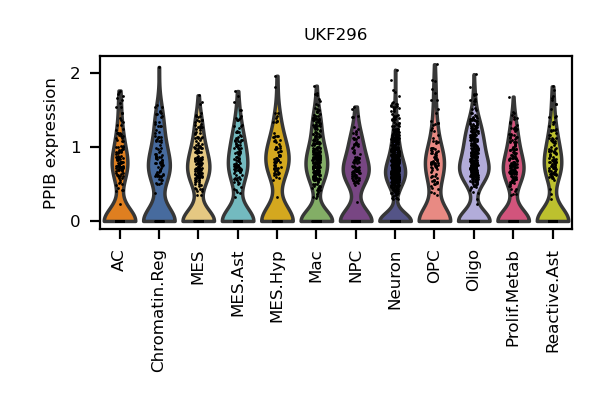 UKF296
PPIB expression
2
1
0
AC
Chromatin.Reg
MES
MES.Ast
MES.Hyp
Mac
NPC
Neuron
OPC
Oligo
Prolif.Metab
Reactive.Ast